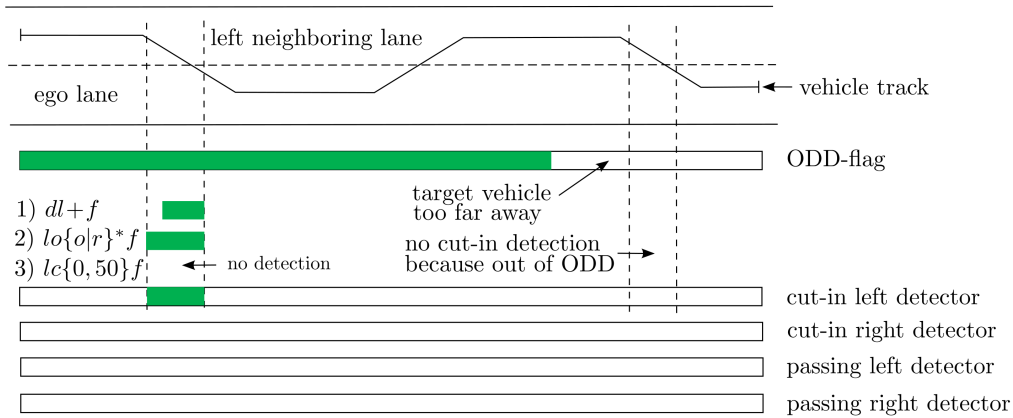 left neighboring lane
ego lane
vehicle track
ODD-flag
target vehicle
too far away
1) dl+f
2) lo{o|r}*f
no cut-in detection
because out of ODD
3) lc{0, 50}f
no detection
cut-in left detector
cut-in right detector
passing left detector
passing right detector